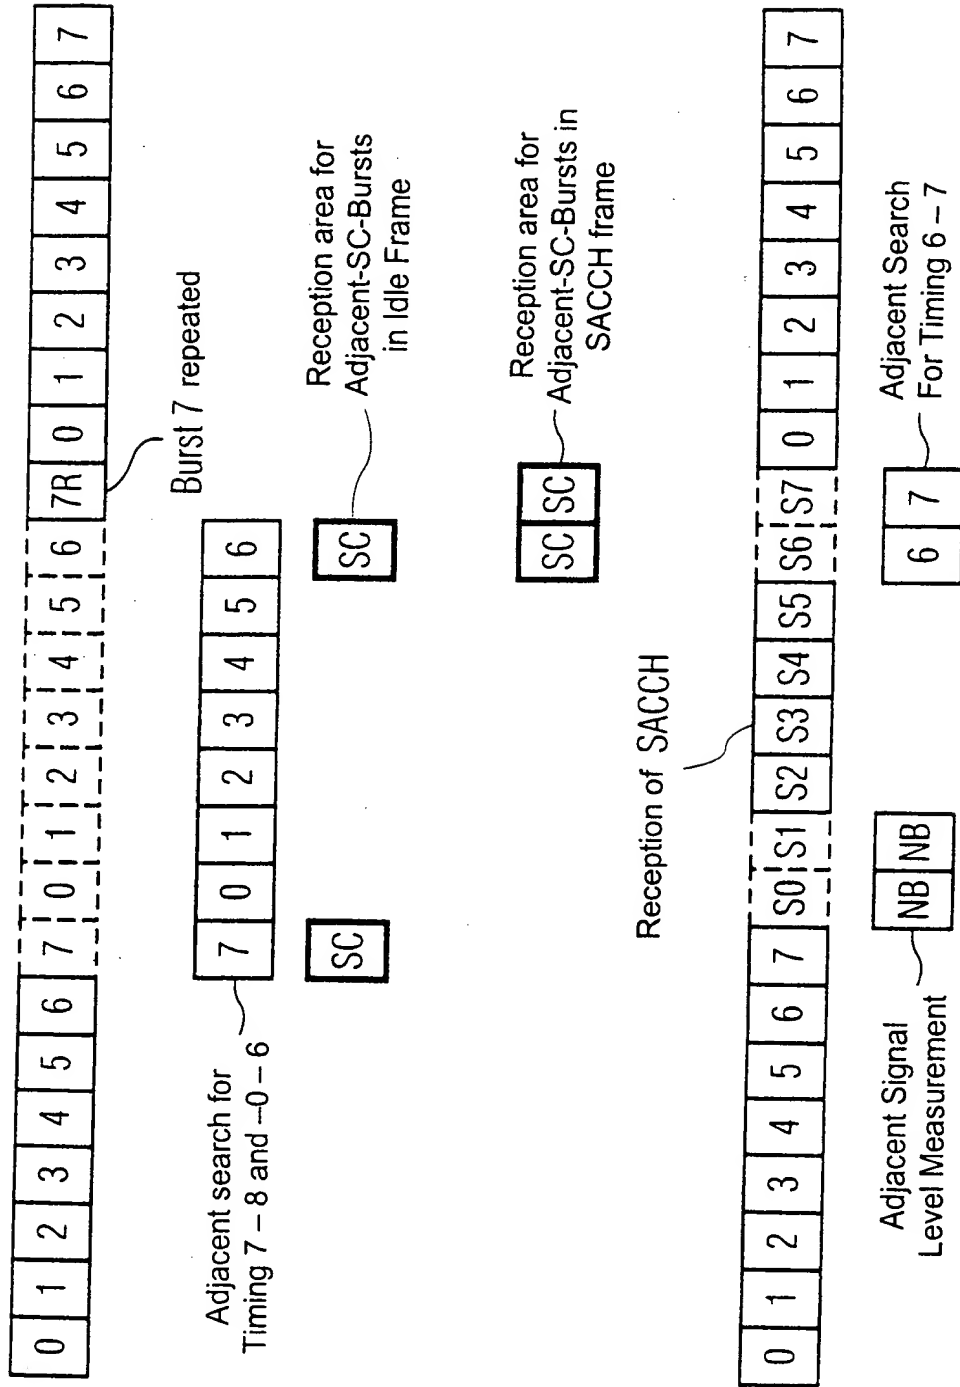 0 1 2 3 4 5 6 7 0 1 2 3 4 5 6 7R 0 1 2 3 4 5 6 7
Burst 7 repeated
7 0 1 2 3 4 5 6
Adjacent search for
Timing 7 – 8 and –0 – 6
SC
SC
Reception area for
Adjacent-SC-Bursts
in Idle Frame
SC SC
Reception area for
Adjacent-SC-Bursts in
SACCH frame
Reception of SACCH
0 1 2 3 4 5 6 7 S0 S1 S2 S3 S4 S5 S6 S7 0 1 2 3 4 5 6 7
NB NB
Adjacent Signal
Level Measurement
6 7
Adjacent Search
For Timing 6 – 7